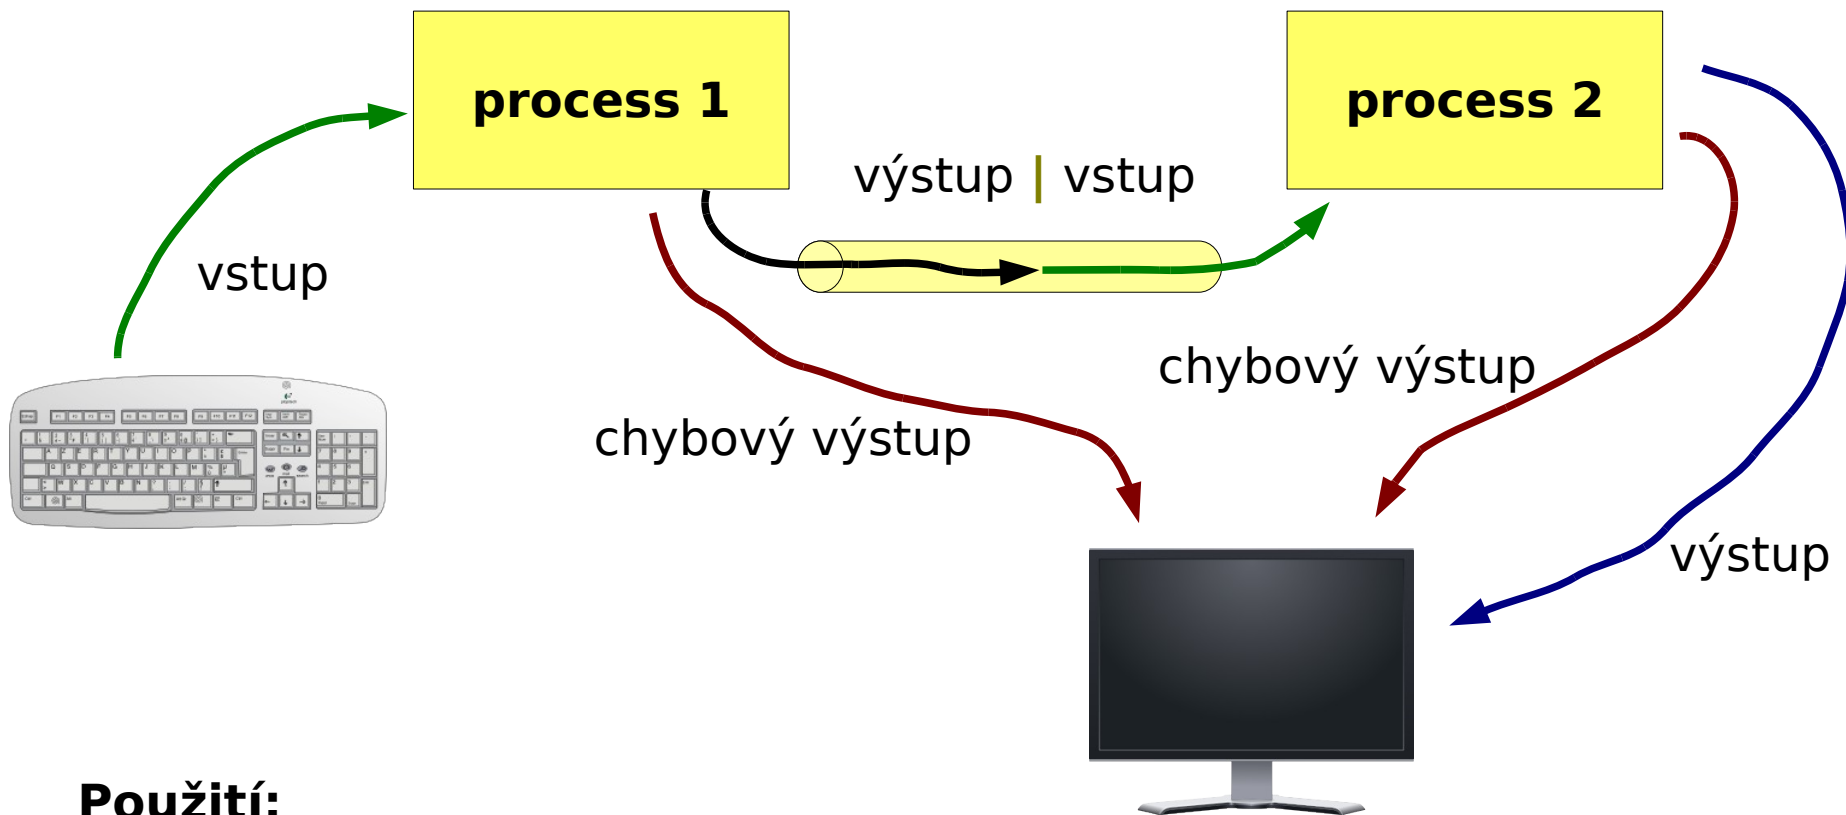 process 1
process 2
výstup | vstup
vstup
chybový výstup
chybový výstup
výstup
Použití: